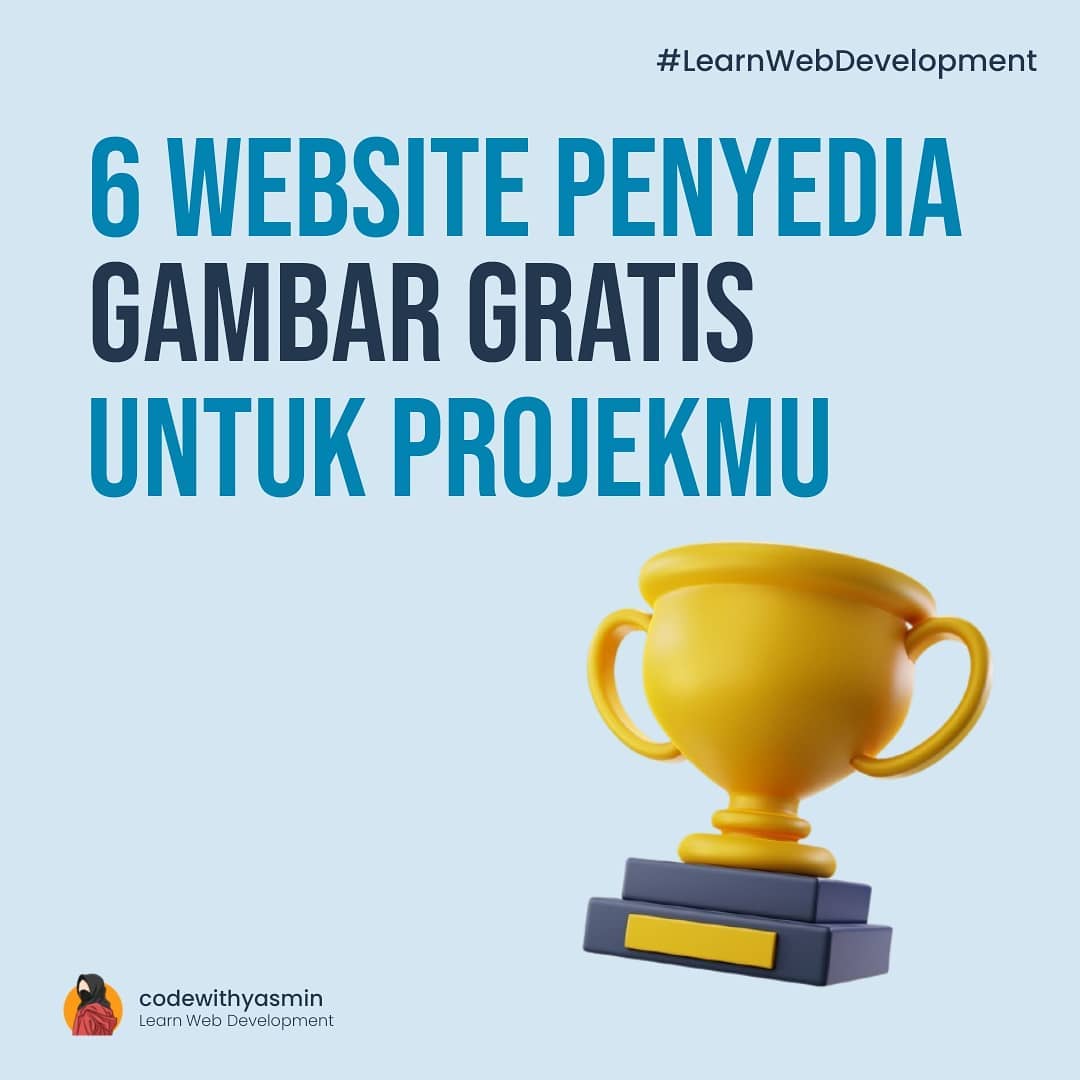 #LearnWebDevelopment
6 WEBSITE PENYEDIA
GAMBAR GRATIS
UNTUK PROJEKMU
codewithyasmin
Learn Web Development